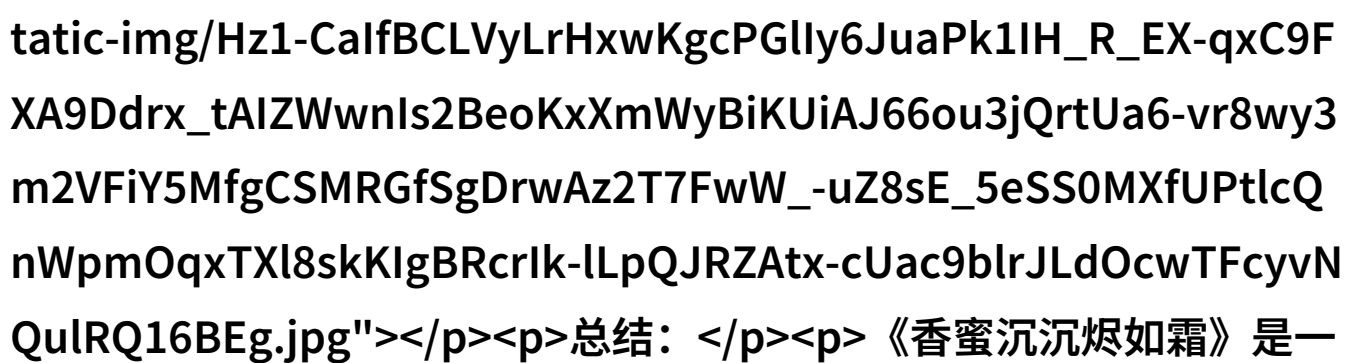 tatic-img/Hz1-CaIfBCLVyLrHxwKgcPGlIy6JuaPk1IH_R_EX-qxC9F
XA9Ddrx_tAIZWwnIs2BeoKxXmWyBiKUiAJ66ou3jQrtUa6-vr8wy3
m2VFiY5MfgCSMRGfSgDrwAz2T7FwW_-uZ8sE_5eSS0MXfUPtlcQ
nWpmOqxTXl8skKIgBRcrIk-lLpQJRZAtx-cUac9blrJLdOcwTFcyvN
QulRQ16BEg.jpg"></p><p>总结：</p><p>《香蜜沉沉烬如霜》是一